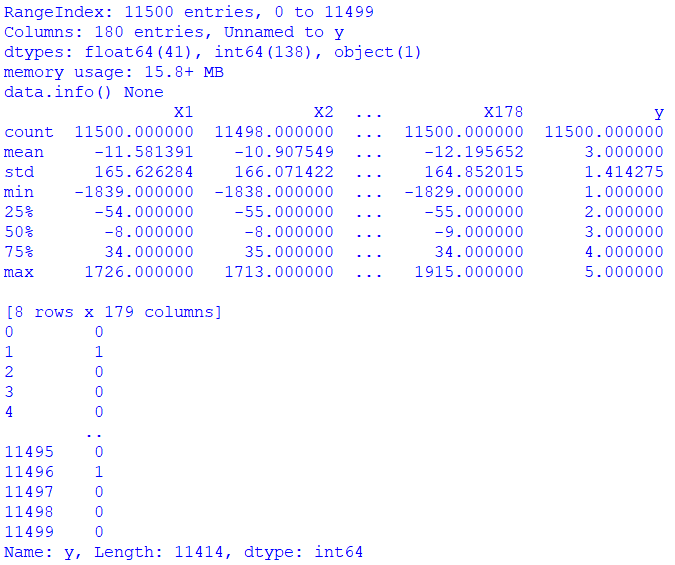 RangeIndex: 11500 entries, 0 to 11499
Columns: 180 entries, Unnamed to y
dtypes: float64(41), int64(138), object(1)
memory usage: 15.8+ MB
data.info() None
X1 X2 ... X178 y
count 11500.000000 11498.000000 ... 11500.000000 11500.000000
mean -11.581391 -10.907549 ... -12.195652 3.000000
std 165.626284 166.071422 ... 164.852015 1.414275
min -1839.000000 -1838.000000 ... -1829.000000 1.000000
25% -54.000000 -55.000000 ... -55.000000 2.000000
50% -8.000000 -8.000000 ... -9.000000 3.000000
75% 34.000000 35.000000 ... 34.000000 4.000000
max 1726.000000 1713.000000 ... 1915.000000 5.000000
[8 rows x 179 columns]
0 0
1 1
2 0
3 0
4 0
..
11495 0
11496 1
11497 0
11498 0
11499 0
Name: y, Length: 11414, dtype: int64